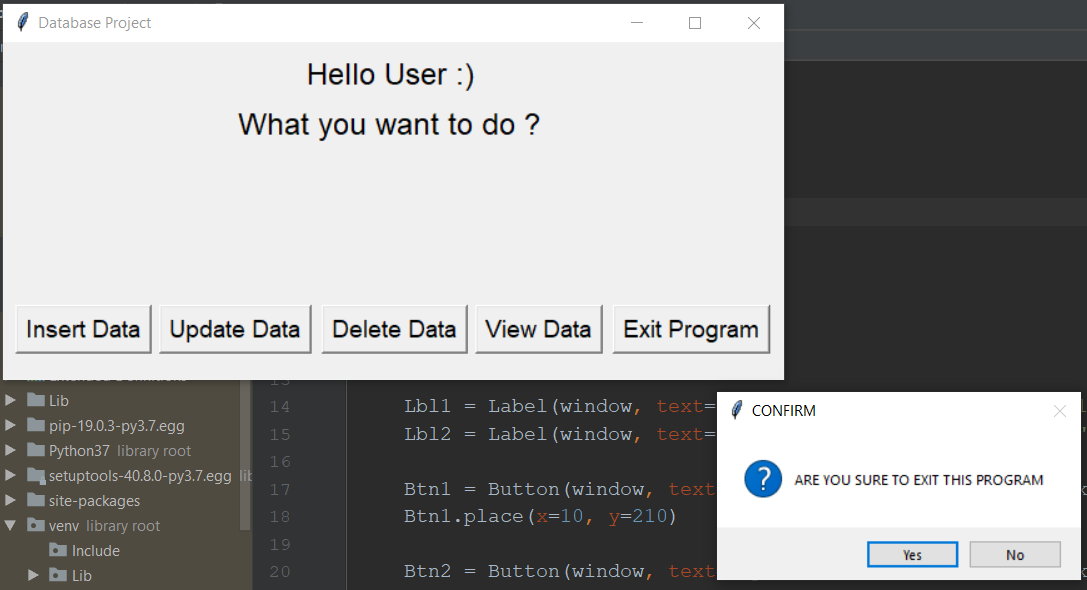 Database Project
Hello User :)
What you want to do ?
Insert Data Update Data Delete Data View Data Exit Program
Lib
pip-19.0.3-py3.7.egg
Python37 library root
setuptools-40.8.0-py3.7.egg
site-packages
venv library root
Include
Lib
13
14 Lbl1 = Label(window, text=
15 Lbl2 = Label(window, text=
16
17 Btn1 = Button(window, text
18 Btn1.place(x=10, y=210)
19
20 Btn2 = Button(window, text
CONFIRM
ARE YOU SURE TO EXIT THIS PROGRAM
Yes No